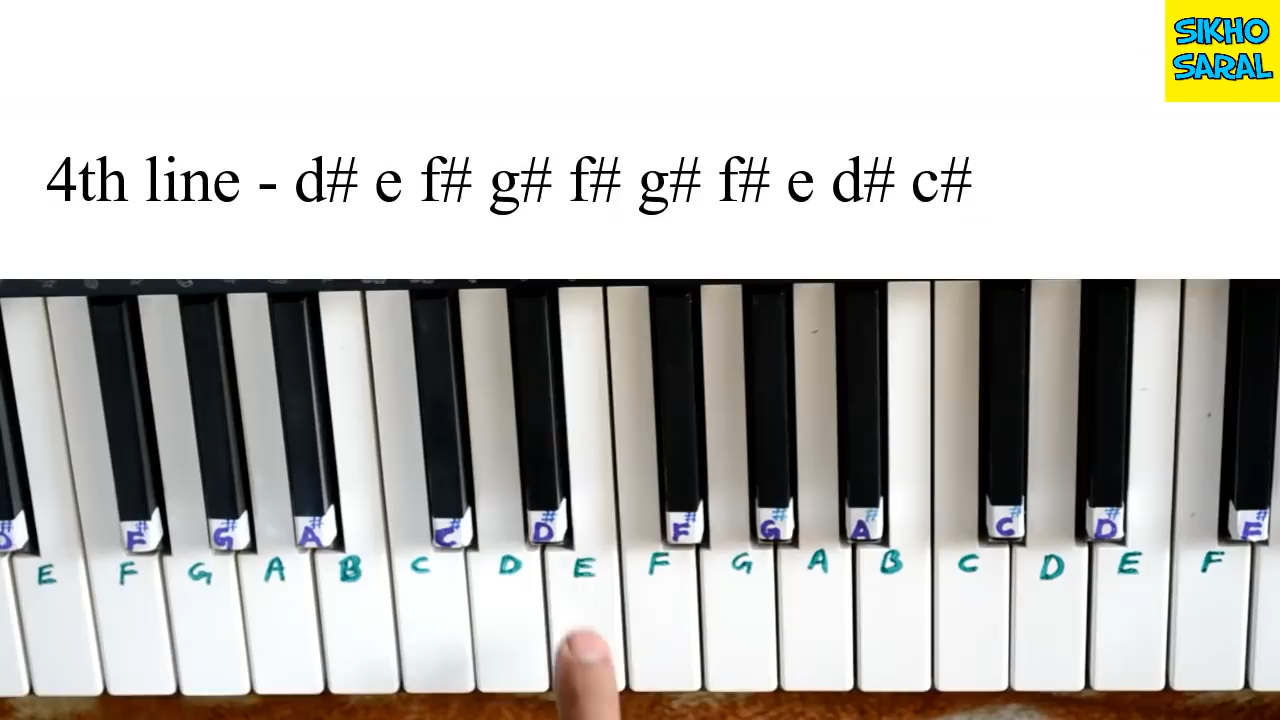 SIKHO
SARAL
4th line - d# e f# g# f# g# f# e d# c#
D# F# G# A# C# D# F# G# A# C# D# F#
E F G A B C D E F G A B C D E F